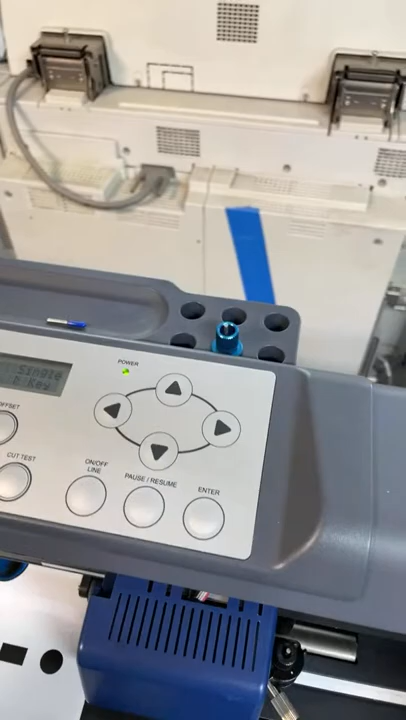 POWER
Single
Key
OFFSET
CUT TEST
ON/OFF
LINE
PAUSE / RESUME
ENTER